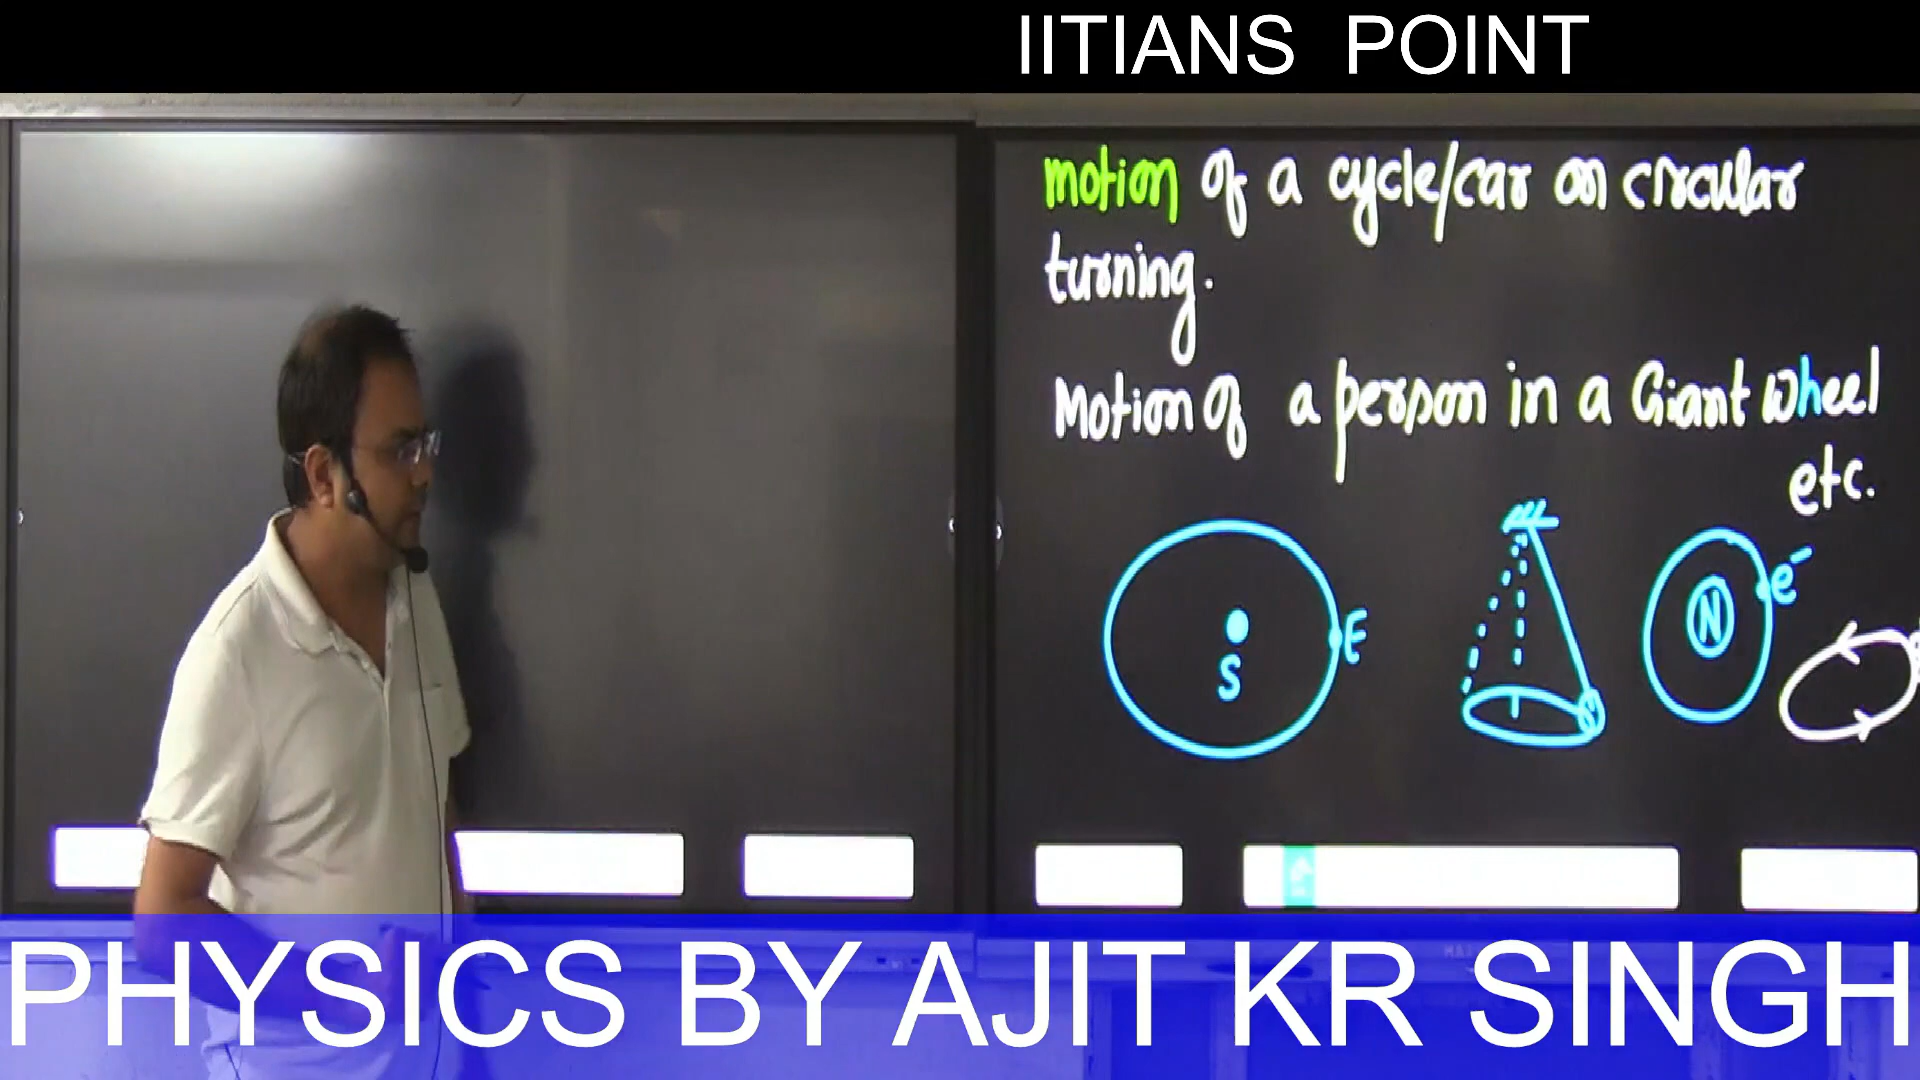 IITIANS POINT
motion of a cycle/car on circular
turning.
Motion of a person in a Giant Wheel
etc.
S
E
N
e⁻
PHYSICS BY AJIT KR SINGH